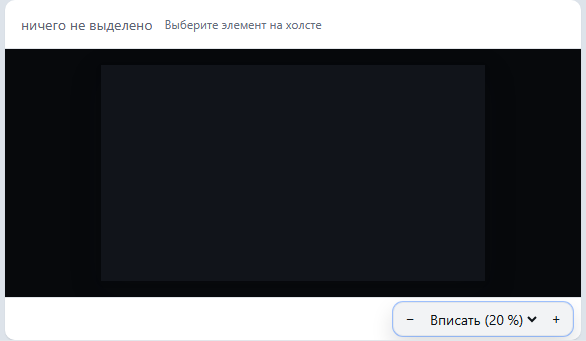 ничего не выделено Выберите элемент на холсте
− Вписать (20 %) +